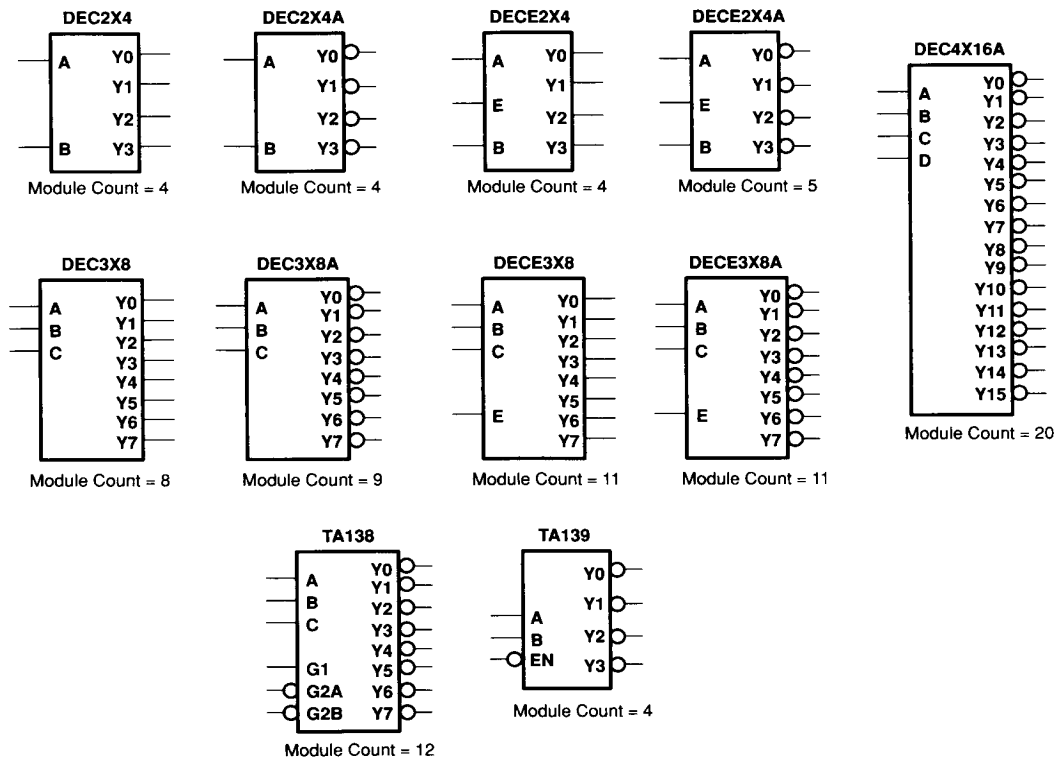 DEC2X4
A
B
Y0
Y1
Y2
Y3
Module Count = 4
DEC2X4A
A
B
Y0
Y1
Y2
Y3
Module Count = 4
DECE2X4
A
E
B
Y0
Y1
Y2
Y3
Module Count = 4
DECE2X4A
A
E
B
Y0
Y1
Y2
Y3
Module Count = 5
DEC4X16A
A
B
C
D
Y0
Y1
Y2
Y3
Y4
Y5
Y6
Y7
Y8
Y9
Y10
Y11
Y12
Y13
Y14
Y15
Module Count = 20
DEC3X8
A
B
C
Y0
Y1
Y2
Y3
Y4
Y5
Y6
Y7
Module Count = 8
DEC3X8A
A
B
C
Y0
Y1
Y2
Y3
Y4
Y5
Y6
Y7
Module Count = 9
DECE3X8
A
B
C
E
Y0
Y1
Y2
Y3
Y4
Y5
Y6
Y7
Module Count = 11
DECE3X8A
A
B
C
E
Y0
Y1
Y2
Y3
Y4
Y5
Y6
Y7
Module Count = 11
TA138
A
B
C
G1
G2A
G2B
Y0
Y1
Y2
Y3
Y4
Y5
Y6
Y7
Module Count = 12
TA139
A
B
EN
Y0
Y1
Y2
Y3
Module Count = 4